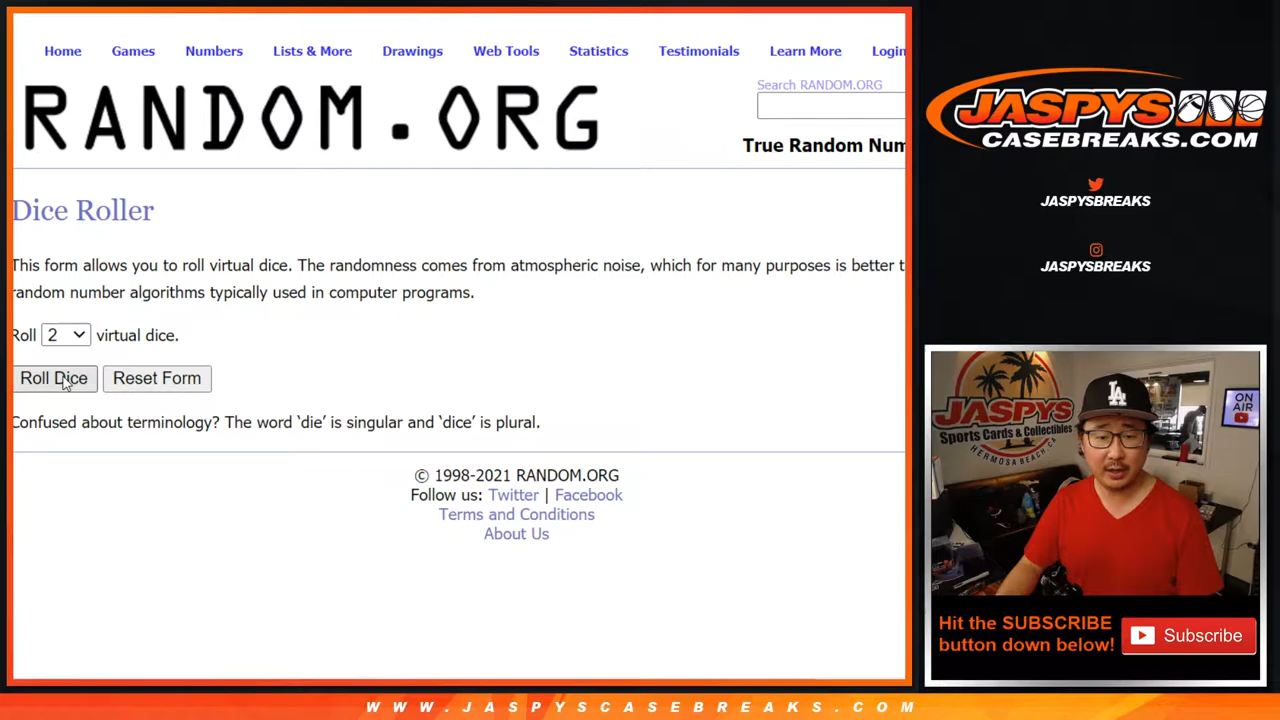 Home Games Numbers Lists & More Drawings Web Tools Statistics Testimonials Learn More Login
RANDOM.ORG
Search RANDOM.ORG
True Random Num
Dice Roller
This form allows you to roll virtual dice. The randomness comes from atmospheric noise, which for many purposes is better t
random number algorithms typically used in computer programs.
Roll 2 virtual dice.
Roll Dice Reset Form
Confused about terminology? The word ‘die’ is singular and ‘dice’ is plural.
© 1998-2021 RANDOM.ORG
Follow us: Twitter | Facebook
Terms and Conditions
About Us
JASPYS
CASEBREAKS.COM
JASPYSBREAKS
JASPYSBREAKS
JASPYS
Sports Cards & Collectibles
HERMOSA BEACH, CA
LA
ON
AIR
Hit the SUBSCRIBE
button down below!
Subscribe
WWW.JASPYSCASEBREAKS.COM